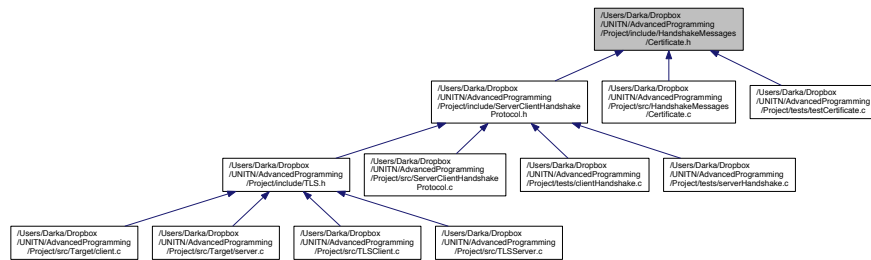 /Users/Darka/Dropbox
/UNITN/AdvancedProgramming
/Project/include/HandshakeMessages
/Certificate.h
/Users/Darka/Dropbox
/UNITN/AdvancedProgramming
/Project/include/ServerClientHandshake
Protocol.h
/Users/Darka/Dropbox
/UNITN/AdvancedProgramming
/Project/src/HandshakeMessages
/Certificate.c
/Users/Darka/Dropbox
/UNITN/AdvancedProgramming
/Project/tests/testCertificate.c
/Users/Darka/Dropbox
/UNITN/AdvancedProgramming
/Project/include/TLS.h
/Users/Darka/Dropbox
/UNITN/AdvancedProgramming
/Project/src/ServerClientHandshake
Protocol.c
/Users/Darka/Dropbox
/UNITN/AdvancedProgramming
/Project/tests/clientHandshake.c
/Users/Darka/Dropbox
/UNITN/AdvancedProgramming
/Project/tests/serverHandshake.c
/Users/Darka/Dropbox
/UNITN/AdvancedProgramming
/Project/src/Target/client.c
/Users/Darka/Dropbox
/UNITN/AdvancedProgramming
/Project/src/Target/server.c
/Users/Darka/Dropbox
/UNITN/AdvancedProgramming
/Project/src/TLSClient.c
/Users/Darka/Dropbox
/UNITN/AdvancedProgramming
/Project/src/TLSServer.c